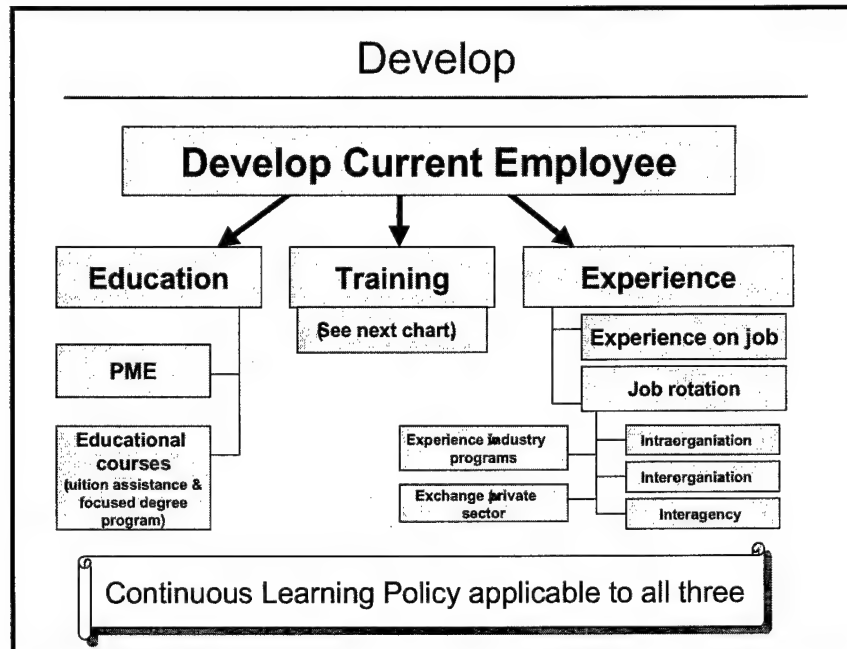 Develop
Develop Current Employee
Education
Training
Experience
(See next chart)
Experience on job
PME
Job rotation
Educational
courses
(uition assistance &
focused degree
program)
Experience Industry
programs
Exchange private
sector
Intraorganiation
Interorganiation
Interagency
Continuous Learning Policy applicable to all three